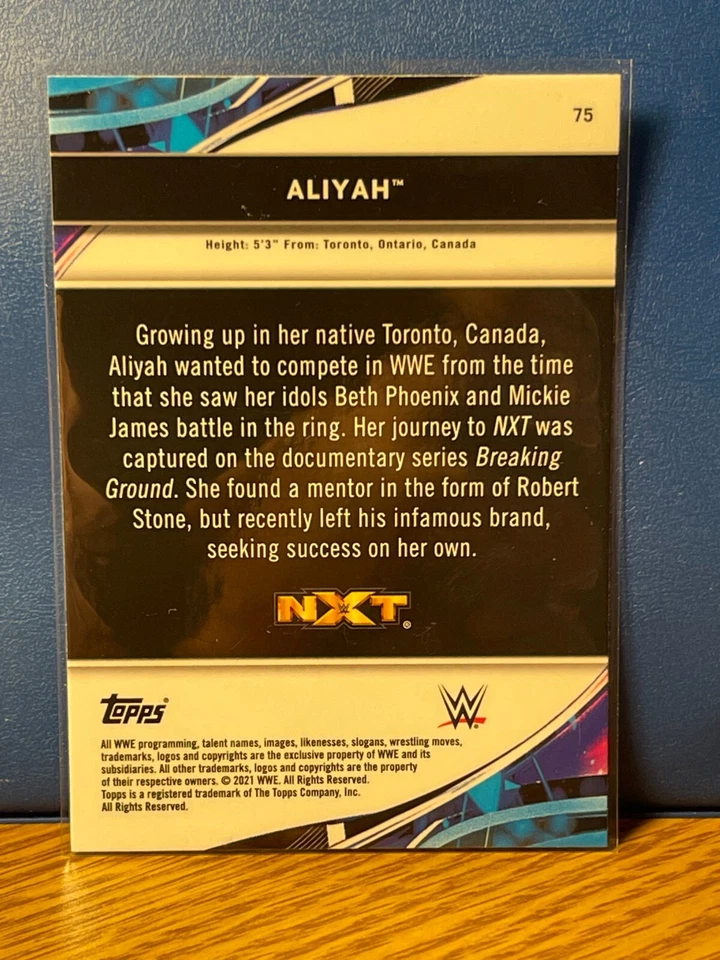 75
ALIYAH™
Height: 5'3" From: Toronto, Ontario, Canada
Growing up in her native Toronto, Canada,
Aliyah wanted to compete in WWE from the time
that she saw her idols Beth Phoenix and Mickie
James battle in the ring. Her journey to NXT was
captured on the documentary series Breaking
Ground. She found a mentor in the form of Robert
Stone, but recently left his infamous brand,
seeking success on her own.
NXT®
Topps®
W
All WWE programming, talent names, images, likenesses, slogans, wrestling moves,
trademarks, logos and copyrights are the exclusive property of WWE and its
subsidiaries. All other trademarks, logos and copyrights are the property
of their respective owners. © 2021 WWE. All Rights Reserved.
Topps is a registered trademark of The Topps Company, Inc.
All Rights Reserved.